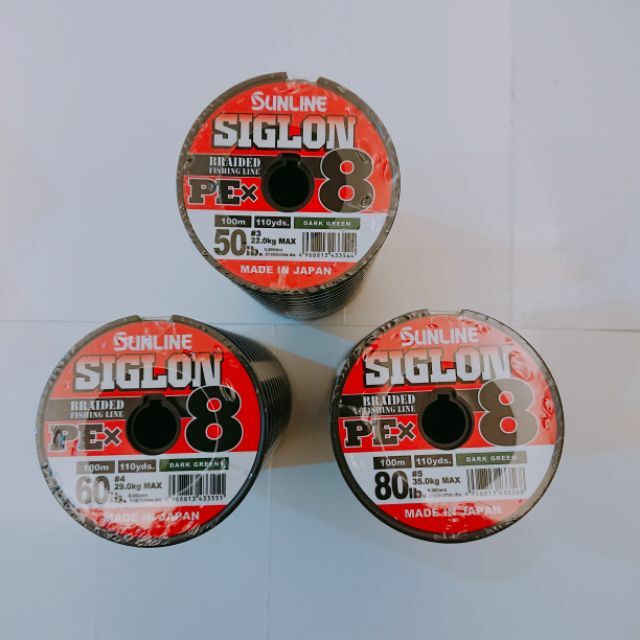 SUNLINE
SIGLON
BRAIDED
FISHING LINE
PE×8
100m 110yds. DARK GREEN
50lb.
#3
22.0kg MAX
4968813433544
MADE IN JAPAN
SUNLINE
SIGLON
BRAIDED
FISHING LINE
PE×8
100m 110yds. DARK GREEN
60lb.
#4
29.0kg MAX
968813433551
MADE IN JAPAN
SUNLINE
SIGLON
BRAIDED
FISHING LINE
PE×8
100m 110yds. DARK GREEN
80lb.
#5
35.0kg MAX
MADE IN JAPAN